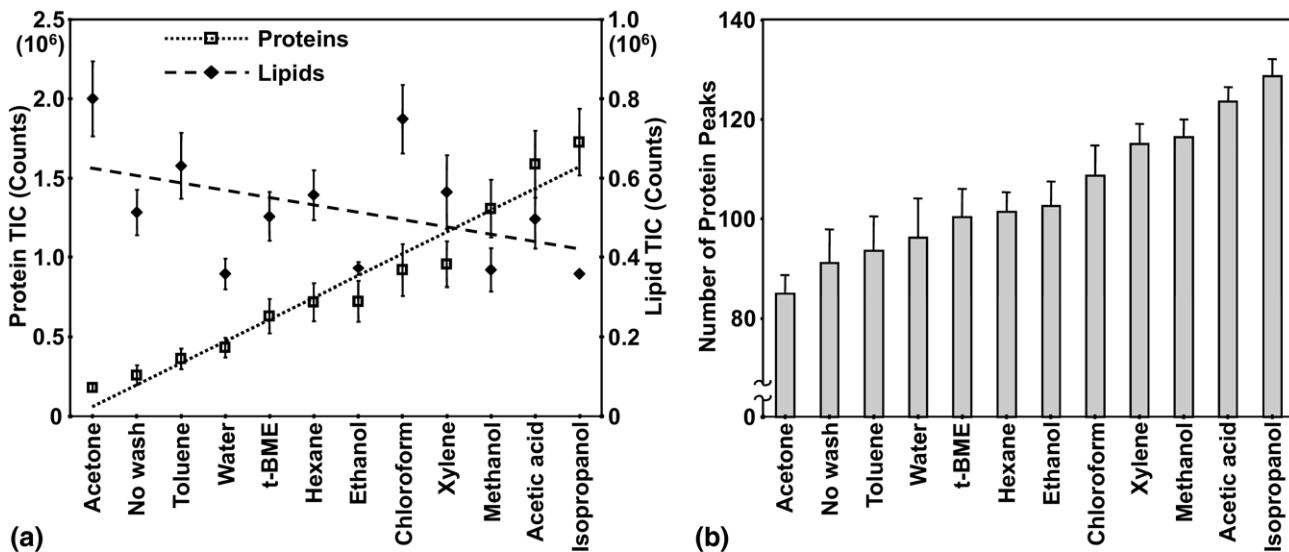 2.5
(10⁶)
2.0
1.5
1.0
0.5
0
Protein TIC (Counts)
Proteins
Lipids
1.0
(10⁶)
0.8
0.6
0.4
0.2
0
Lipid TIC (Counts)
Acetone
No wash
Toluene
Water
t-BME
Hexane
Ethanol
Chloroform
Xylene
Methanol
Acetic acid
Isopropanol
(a)
140
120
100
80
0
Number of Protein Peaks
Acetone
No wash
Toluene
Water
t-BME
Hexane
Ethanol
Chloroform
Xylene
Methanol
Acetic acid
Isopropanol
(b)